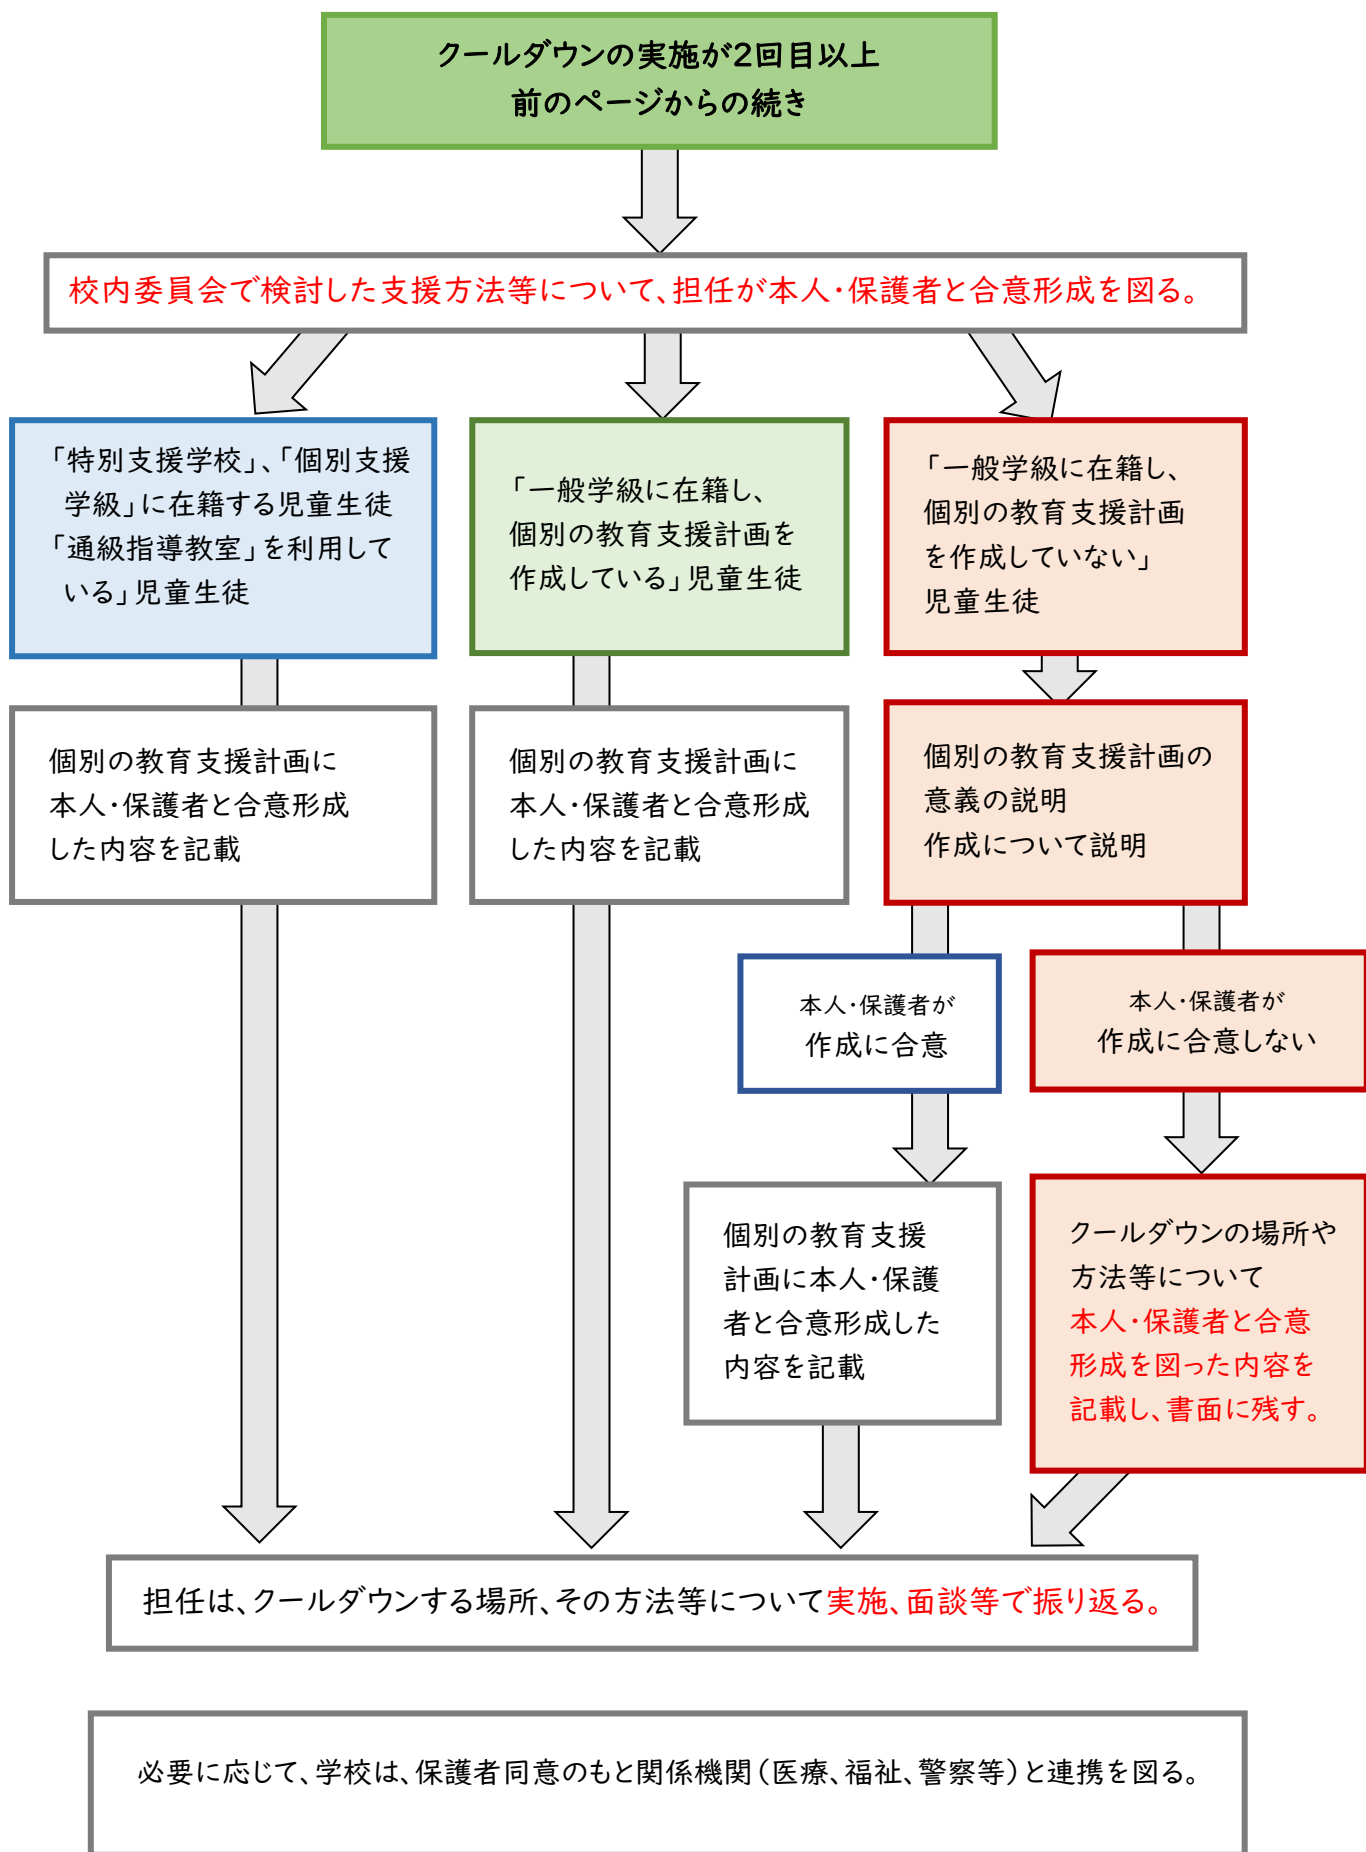 クールダウンの実施が2回目以上
前のページからの続き
校内委員会で検討した支援方法等について、担任が本人・保護者と合意形成を図る。
「特別支援学校」、「個別支援
学級」に在籍する児童生徒
「通級指導教室」を利用して
いる」児童生徒
「一般学級に在籍し、
個別の教育支援計画を
作成している」児童生徒
「一般学級に在籍し、
個別の教育支援計画
を作成していない」
児童生徒
個別の教育支援計画に
本人・保護者と合意形成
した内容を記載
個別の教育支援計画に
本人・保護者と合意形成
した内容を記載
個別の教育支援計画の
意義の説明
作成について説明
本人・保護者が
作成に合意
本人・保護者が
作成に合意しない
個別の教育支援
計画に本人・保護
者と合意形成した
内容を記載
クールダウンの場所や
方法等について
本人・保護者と合意
形成を図った内容を
記載し、書面に残す。
担任は、クールダウンする場所、その方法等について実施、面談等で振り返る。
必要に応じて、学校は、保護者同意のもと関係機関(医療、福祉、警察等)と連携を図る。